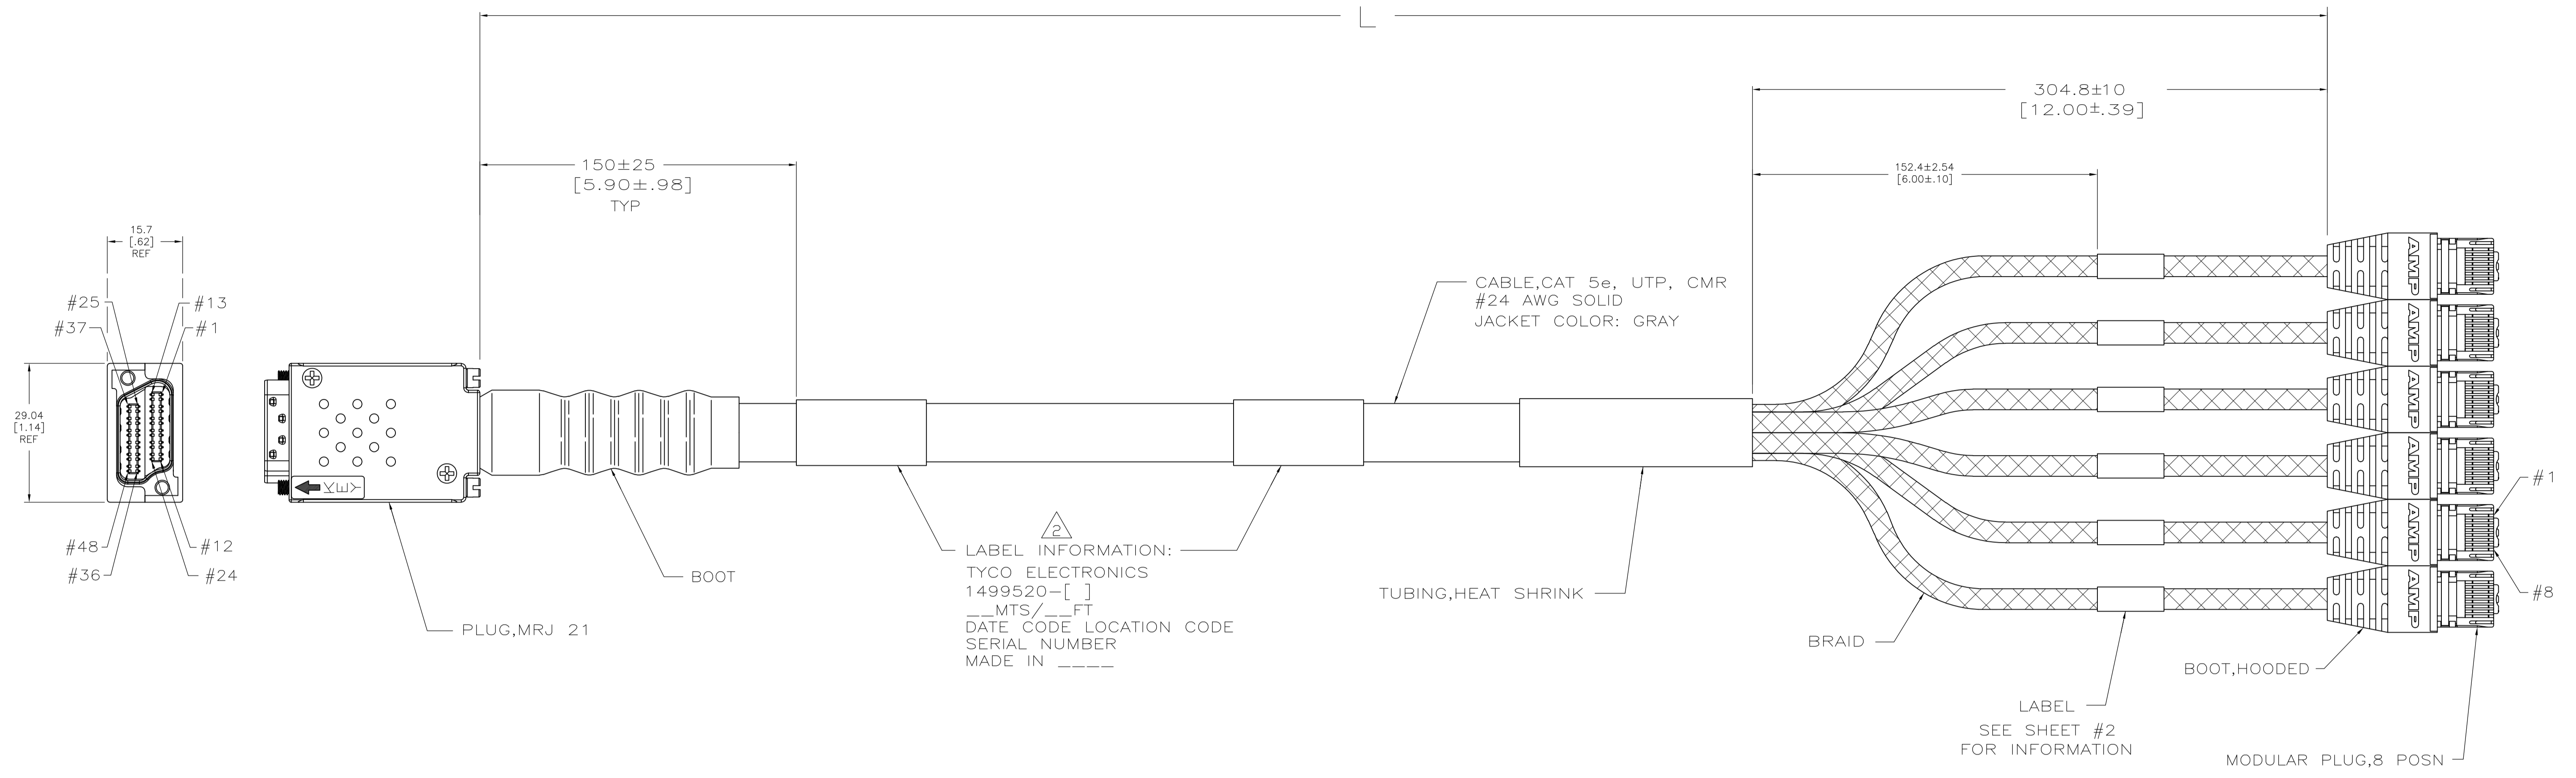 L
304.8±10
[12.00±.39]
150±25
[5.90±.98]
TYP
152.4±2.54
[6.00±.10]
15.7
[.62]
REF
#25
#13
#37
#1
29.04
[1.14]
REF
#48
#12
#36
#24
KEY
PLUG,MRJ 21
BOOT
2
LABEL INFORMATION:
TYCO ELECTRONICS
1499520-[ ]
__MTS/__FT
DATE CODE LOCATION CODE
SERIAL NUMBER
MADE IN ____
CABLE,CAT 5e, UTP, CMR
#24 AWG SOLID
JACKET COLOR: GRAY
TUBING,HEAT SHRINK
BRAID
LABEL
SEE SHEET #2
FOR INFORMATION
BOOT,HOODED
MODULAR PLUG,8 POSN
AMP
AMP
AMP
AMP
AMP
AMP
#1
#8